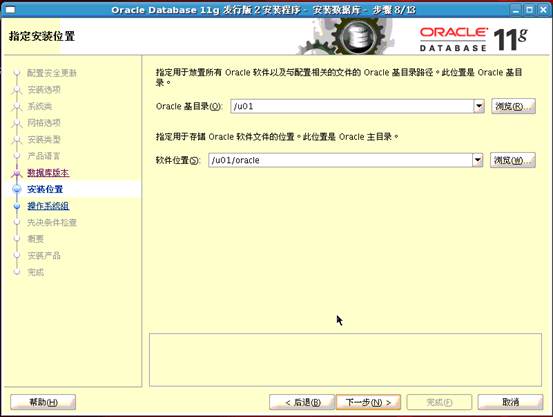 Oracle Database 11g 发行版 2 安装程序 - 安装数据库 - 步骤 8/13
指定安装位置
ORACLE
DATABASE
11g
配置安全更新
安装选项
系统类
网格选项
安装类型
产品语言
数据库版本
安装位置
操作系统组
先决条件检查
概要
安装产品
完成
指定用于放置所有 Oracle 软件以及与配置相关的文件的 Oracle 基目录路径。此位置是 Oracle 基目
录。
Oracle 基目录(O): /u01 浏览(R)...
指定用于存储 Oracle 软件文件的位置。此位置是 Oracle 主目录。
软件位置(S): /u01/oracle 浏览(W)...
帮助(H) < 后退(B) 下一步(N) > 完成(F) 取消